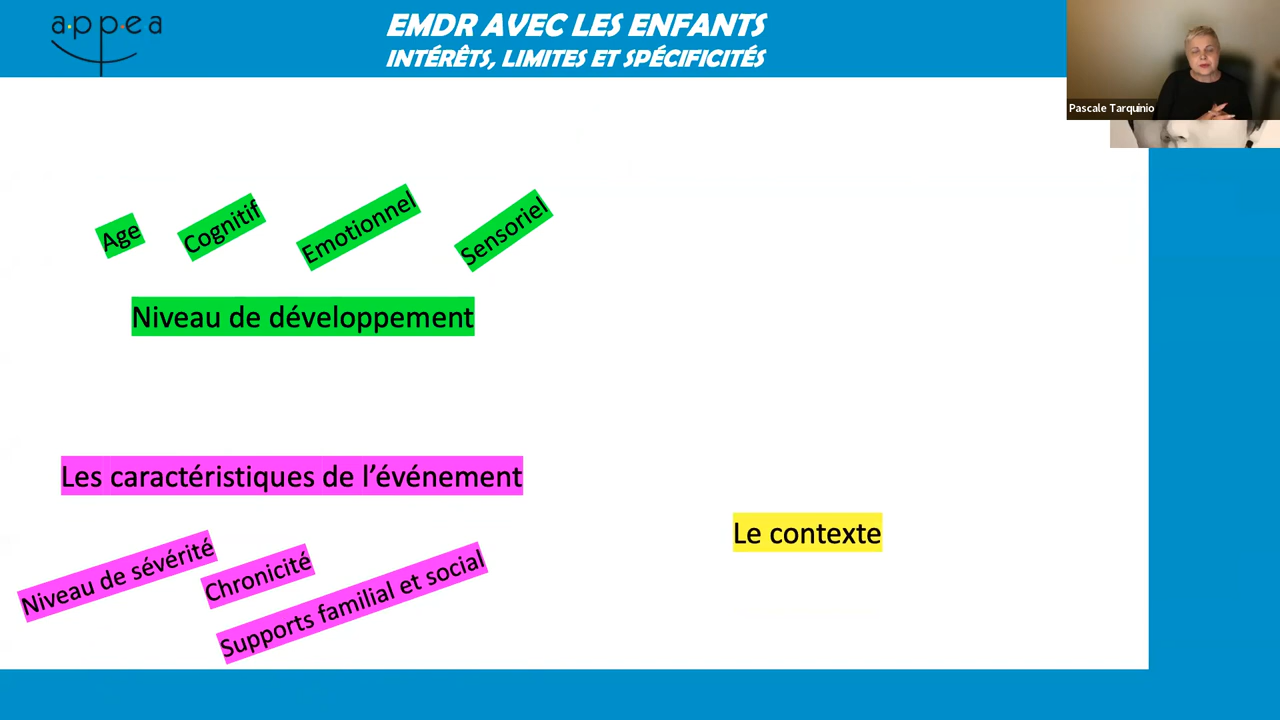 a·p·p·e·a
EMDR AVEC LES ENFANTS
INTÉRÊTS, LIMITES ET SPÉCIFICITÉS
Pascale Tarquinio
Age
Cognitif
Emotionnel
Sensoriel
Niveau de développement
Les caractéristiques de l’événement
Niveau de sévérité
Chronicité
Supports familial et social
Le contexte